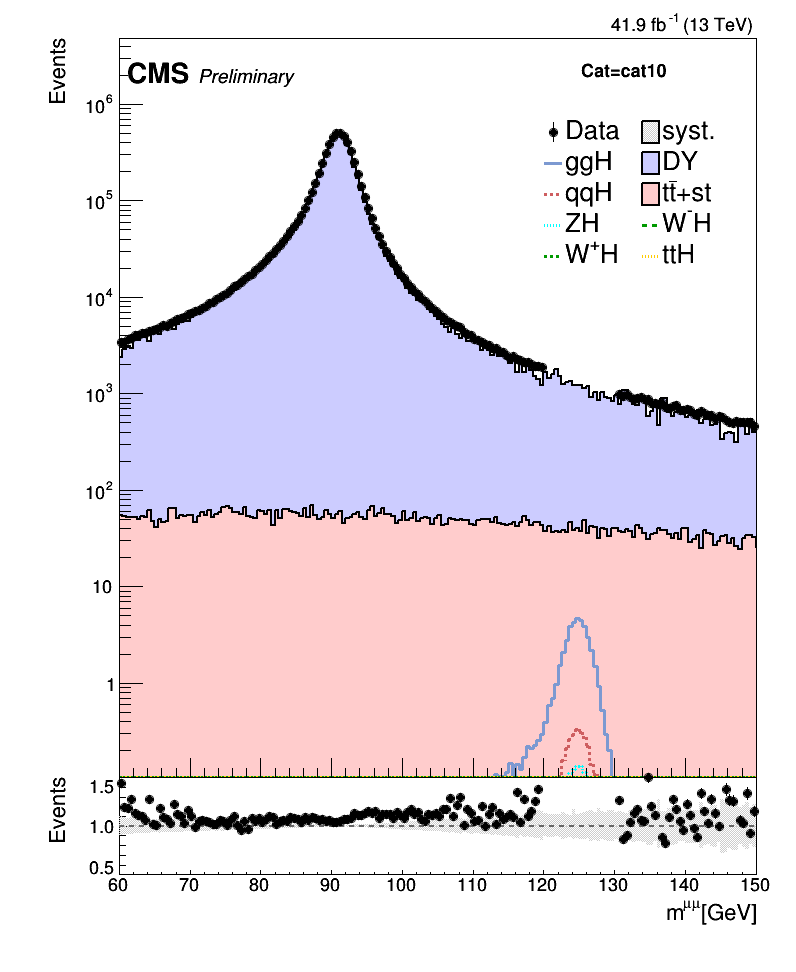 41.9 fb⁻¹ (13 TeV)
Events
CMS Preliminary
Cat=cat10
Data syst.
ggH DY
qqH tt̄+st
ZH W⁻H
W⁺H ttH
10⁶
10⁵
10⁴
10³
10²
10
1
Events
1.5
1.0
0.5
60 70 80 90 100 110 120 130 140 150
mᵘᵘ[GeV]